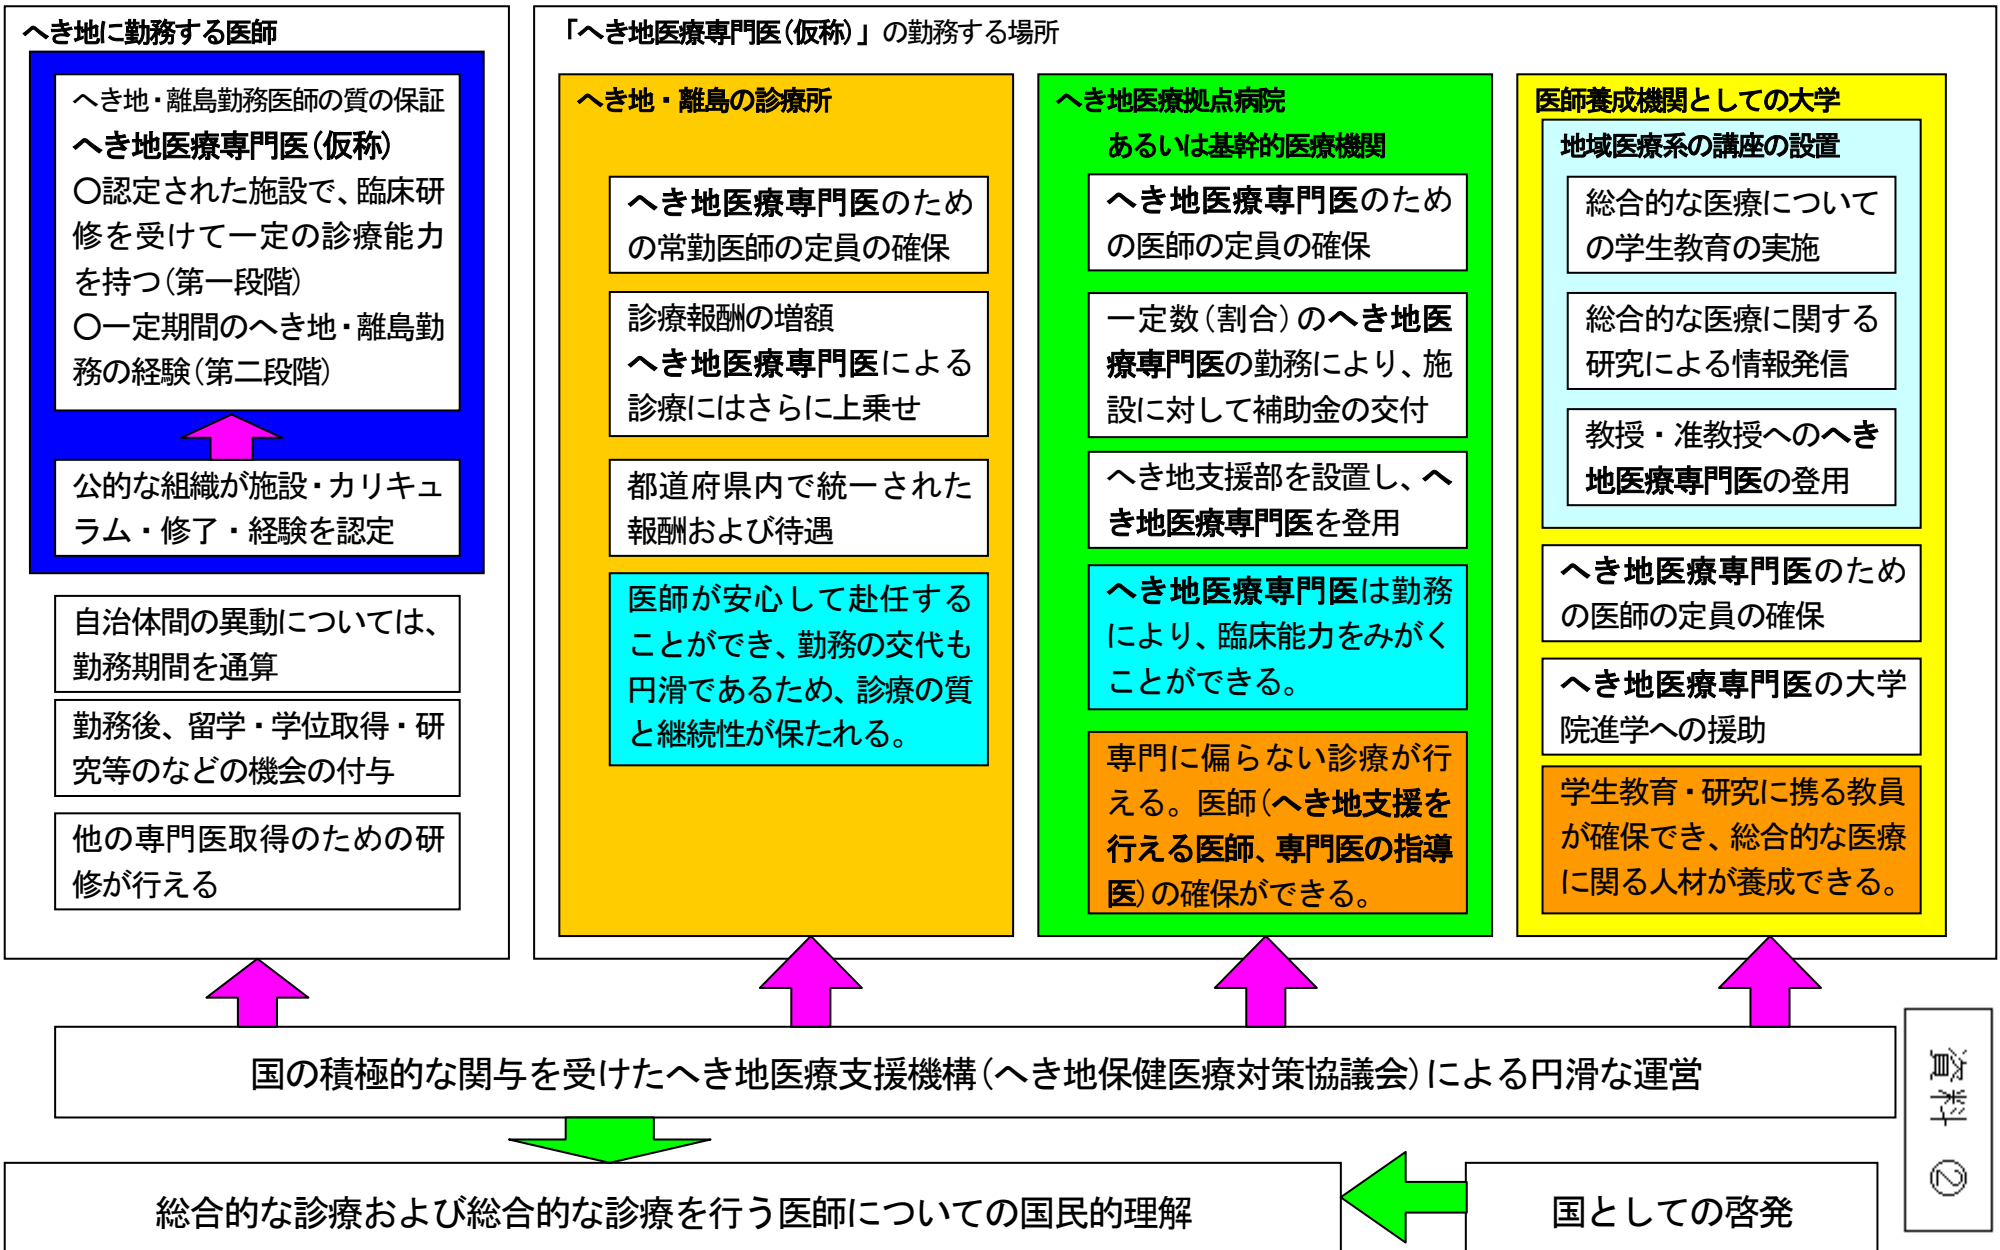 へき地に勤務する医師
へき地・離島勤務医師の質の保証
へき地医療専門医(仮称)
○認定された施設で、臨床研
修を受けて一定の診療能力
を持つ(第一段階)
○一定期間のへき地・離島勤
務の経験(第二段階)
公的な組織が施設・カリキュ
ラム・修了・経験を認定
自治体間の異動については、
勤務期間を通算
勤務後、留学・学位取得・研
究等のなどの機会の付与
他の専門医取得のための研
修が行える
「へき地医療専門医(仮称)」の勤務する場所
へき地・離島の診療所
へき地医療専門医のため
の常勤医師の定員の確保
診療報酬の増額
へき地医療専門医による
診療にはさらに上乗せ
都道府県内で統一された
報酬および待遇
医師が安心して赴任する
ことができ、勤務の交代も
円滑であるため、診療の質
と継続性が保たれる。
へき地医療拠点病院
あるいは基幹的医療機関
へき地医療専門医のため
の医師の定員の確保
一定数(割合)のへき地医
療専門医の勤務により、施
設に対して補助金の交付
へき地支援部を設置し、へ
き地医療専門医を登用
へき地医療専門医は勤務
により、臨床能力をみがく
ことができる。
専門に偏らない診療が行
える。医師(へき地支援を
行える医師、専門医の指導
医)の確保ができる。
医師養成機関としての大学
地域医療系の講座の設置
総合的な医療について
の学生教育の実施
総合的な医療に関する
研究による情報発信
教授・准教授へのへき
地医療専門医の登用
へき地医療専門医のため
の医師の定員の確保
へき地医療専門医の大学
院進学への援助
学生教育・研究に携る教員
が確保でき、総合的な医療
に関る人材が養成できる。
国の積極的な関与を受けたへき地医療支援機構(へき地保健医療対策協議会)による円滑な運営
資料 ②
総合的な診療および総合的な診療を行う医師についての国民的理解
国としての啓発